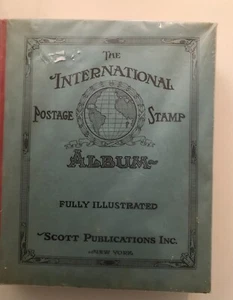 The
International
Postage Stamp
Album
Fully Illustrated
Scott Publications Inc.
New York